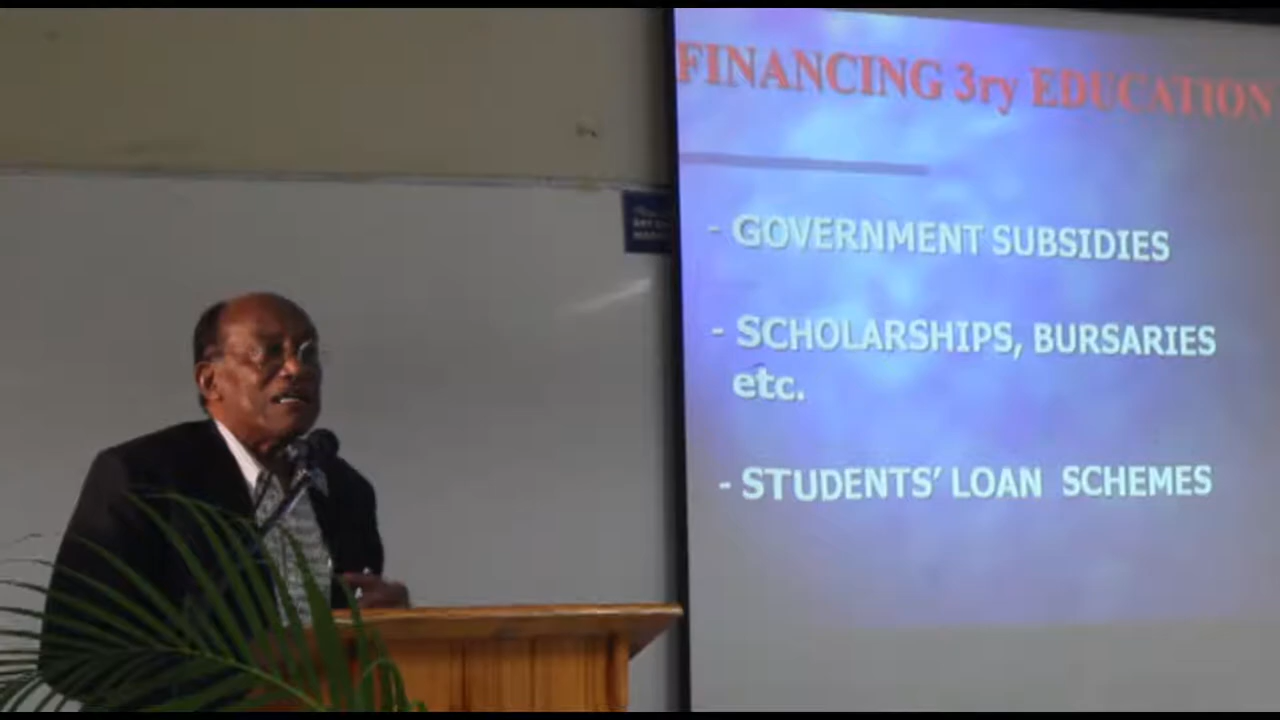 FINANCING 3ry EDUCATION
- GOVERNMENT SUBSIDIES
- SCHOLARSHIPS, BURSARIES
etc.
- STUDENTS’ LOAN SCHEMES